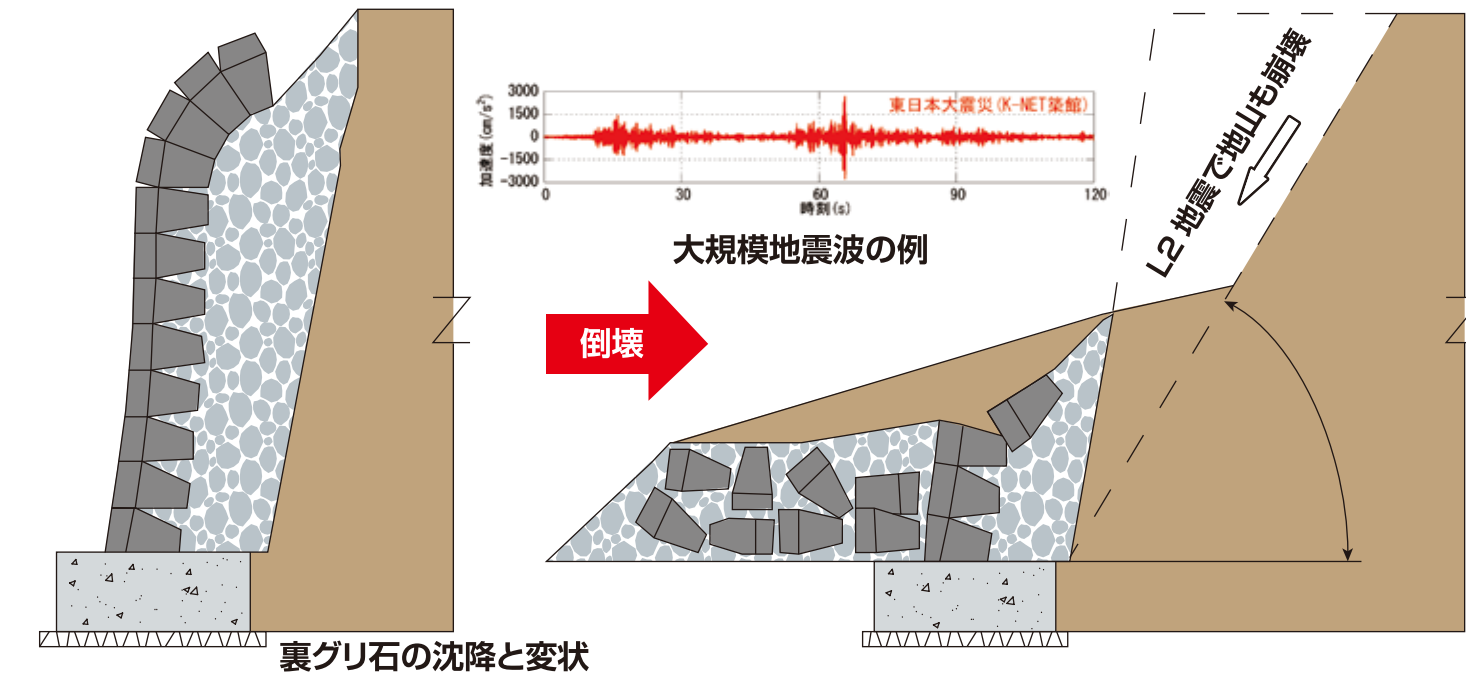 3000
1500
0
-1500
-3000
加速度(cm/s²)
東日本大震災(K-NET築館)
0 30 60 90 120
時刻(s)
大規模地震波の例
L2 地震で地山も崩壊
倒壊
裏グリ石の沈降と変状